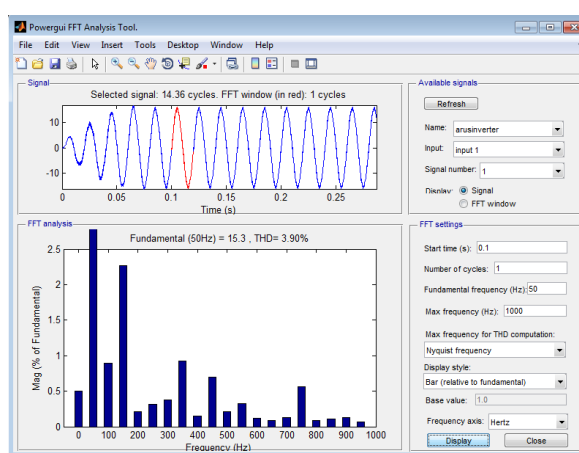 Powergui FFT Analysis Tool.
File Edit View Insert Tools Desktop Window Help
Signal
Selected signal: 14.36 cycles. FFT window (in red): 1 cycles
10
0
-10
0 0.05 0.1 0.15 0.2 0.25
Time (s)
Available signals
Refresh
Name: arusinverter
Input: input 1
Signal number: 1
Display: Signal
FFT window
FFT analysis
Fundamental (50Hz) = 15.3 , THD= 3.90%
2.5
2
1.5
1
0.5
0
Mag (% of Fundamental)
0 100 200 300 400 500 600 700 800 900 1000
Frequency (Hz)
FFT settings
Start time (s): 0.1
Number of cycles: 1
Fundamental frequency (Hz): 50
Max frequency (Hz): 1000
Max frequency for THD computation:
Nyquist frequency
Display style:
Bar (relative to fundamental)
Base value: 1.0
Frequency axis: Hertz
Display Close